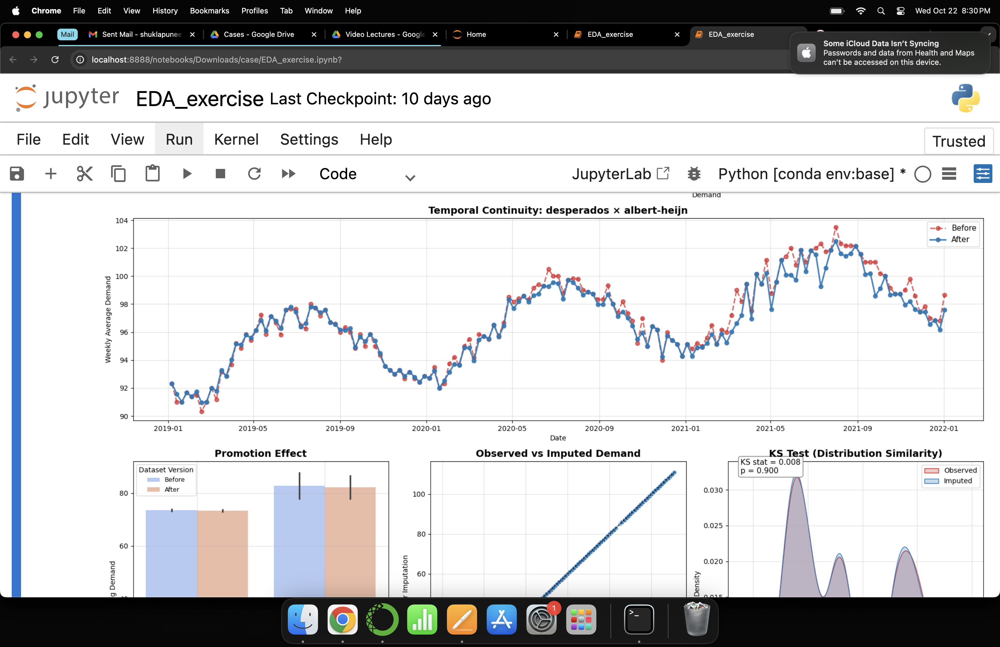 Chrome File Edit View History Bookmarks Profiles Tab Window Help Wed Oct 22 8:30 PM
Mail Sent Mail - shuklapunee Cases - Google Drive Video Lectures - Google Home EDA_exercise EDA_exercise
Some iCloud Data Isn't Syncing
Passwords and data from Health and Maps
can't be accessed on this device.
localhost:8888/notebooks/Downloads/case/EDA_exercise.ipynb?
jupyter EDA_exercise Last Checkpoint: 10 days ago
File Edit View Run Kernel Settings Help Trusted
Code JupyterLab Python [conda env:base] *
Demand
Temporal Continuity: desperados × albert-heijn
Before
After
Weekly Average Demand
104
102
100
98
96
94
92
90
2019-01 2019-05 2019-09 2020-01 2020-05 2020-09 2021-01 2021-05 2021-09 2022-01
Date
Promotion Effect
Dataset Version
Before
After
80
60
g Demand
Observed vs Imputed Demand
100
80
60
r Imputation
KS Test (Distribution Similarity)
KS stat = 0.008
p = 0.900
Observed
Imputed
0.030
0.025
0.020
0.015
Density
1
>_